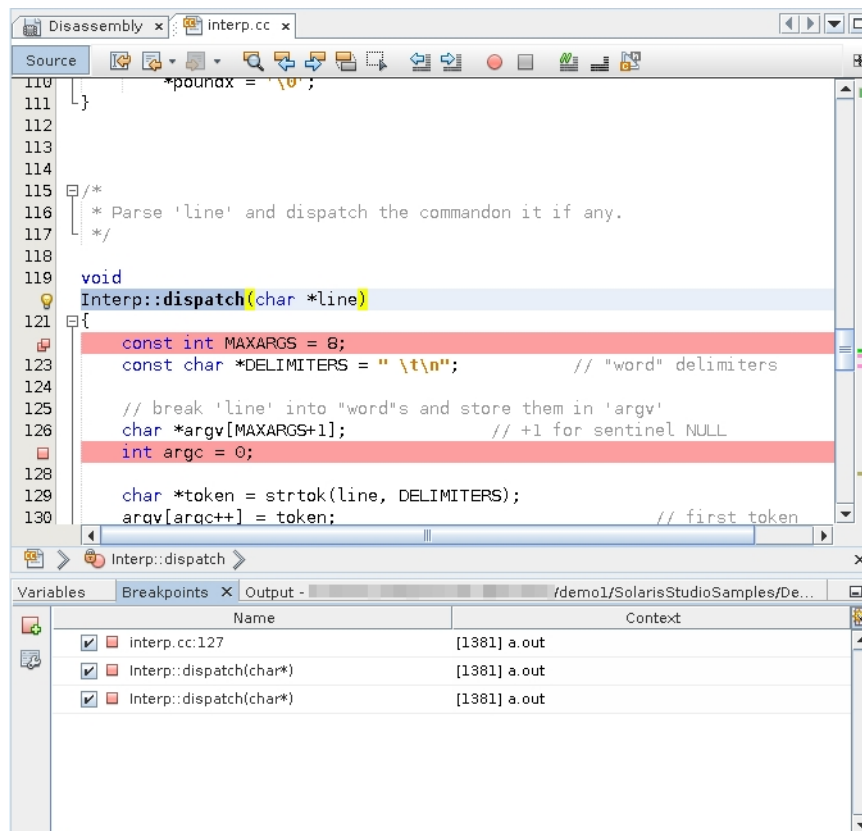 Disassembly x interp.cc x
Source
110 *poundx = '\0';
111 }
112
113
114
115 /*
116 * Parse 'line' and dispatch the commandon it if any.
117 */
118
119 void
Interp::dispatch(char *line)
121 {
const int MAXARGS = 8;
123 const char *DELIMITERS = " \t\n"; // "word" delimiters
124
125 // break 'line' into "word"s and store them in 'argv'
126 char *argv[MAXARGS+1]; // +1 for sentinel NULL
int argc = 0;
128
129 char *token = strtok(line, DELIMITERS);
130 argv[argc++] = token; // first token
Interp::dispatch
Variables Breakpoints X Output - /demo1/SolarisStudioSamples/De...
Name Context
interp.cc:127 [1381] a.out
Interp::dispatch(char*) [1381] a.out
Interp::dispatch(char*) [1381] a.out